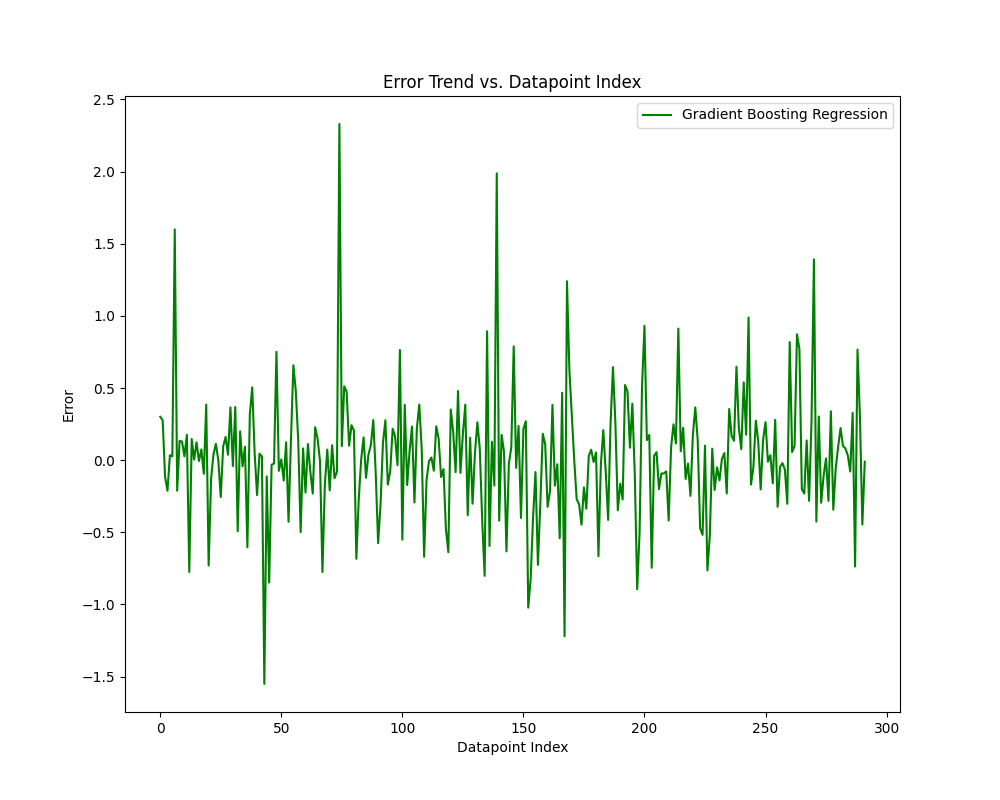 Error Trend vs. Datapoint Index
Gradient Boosting Regression
2.5
2.0
1.5
1.0
0.5
0.0
−0.5
−1.0
−1.5
Error
0 50 100 150 200 250 300
Datapoint Index